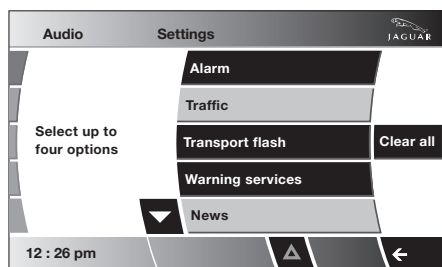 Audio
Settings
JAGUAR
Alarm
Traffic
Select up to
four options
Transport flash
Clear all
Warning services
News
12 : 26 pm